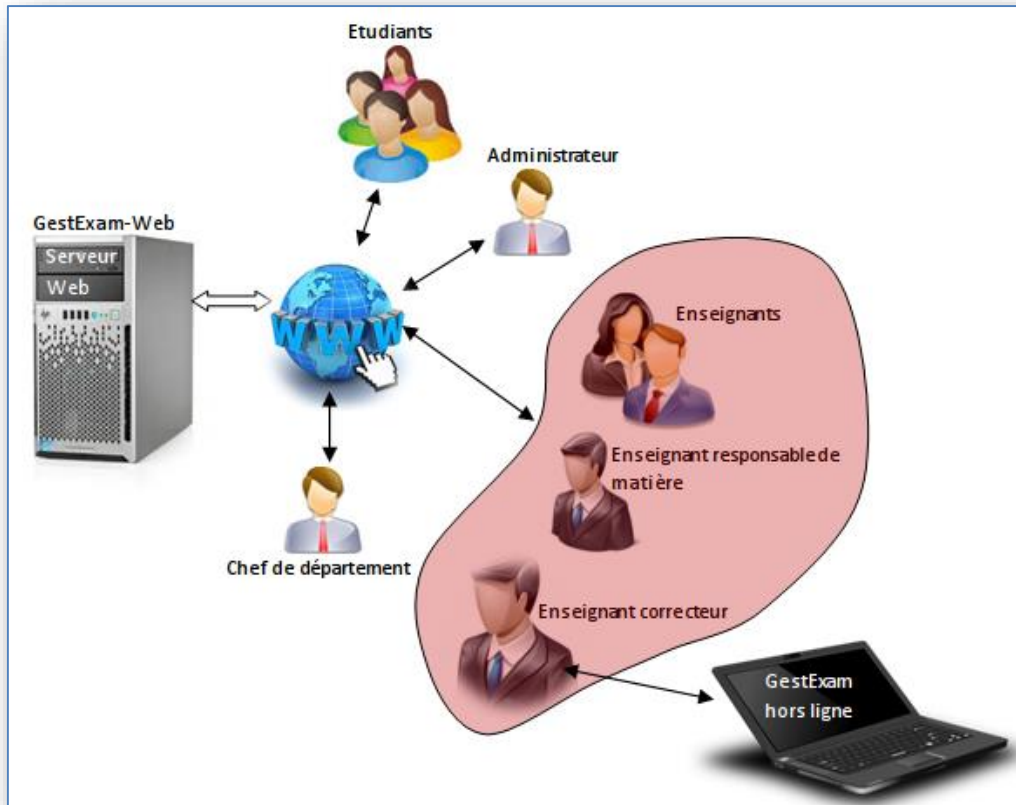 Etudiants
Administrateur
GestExam-Web
Serveur
Web
WWW
Enseignants
Enseignant responsable de
matière
Chef de département
Enseignant correcteur
GestExam
hors ligne